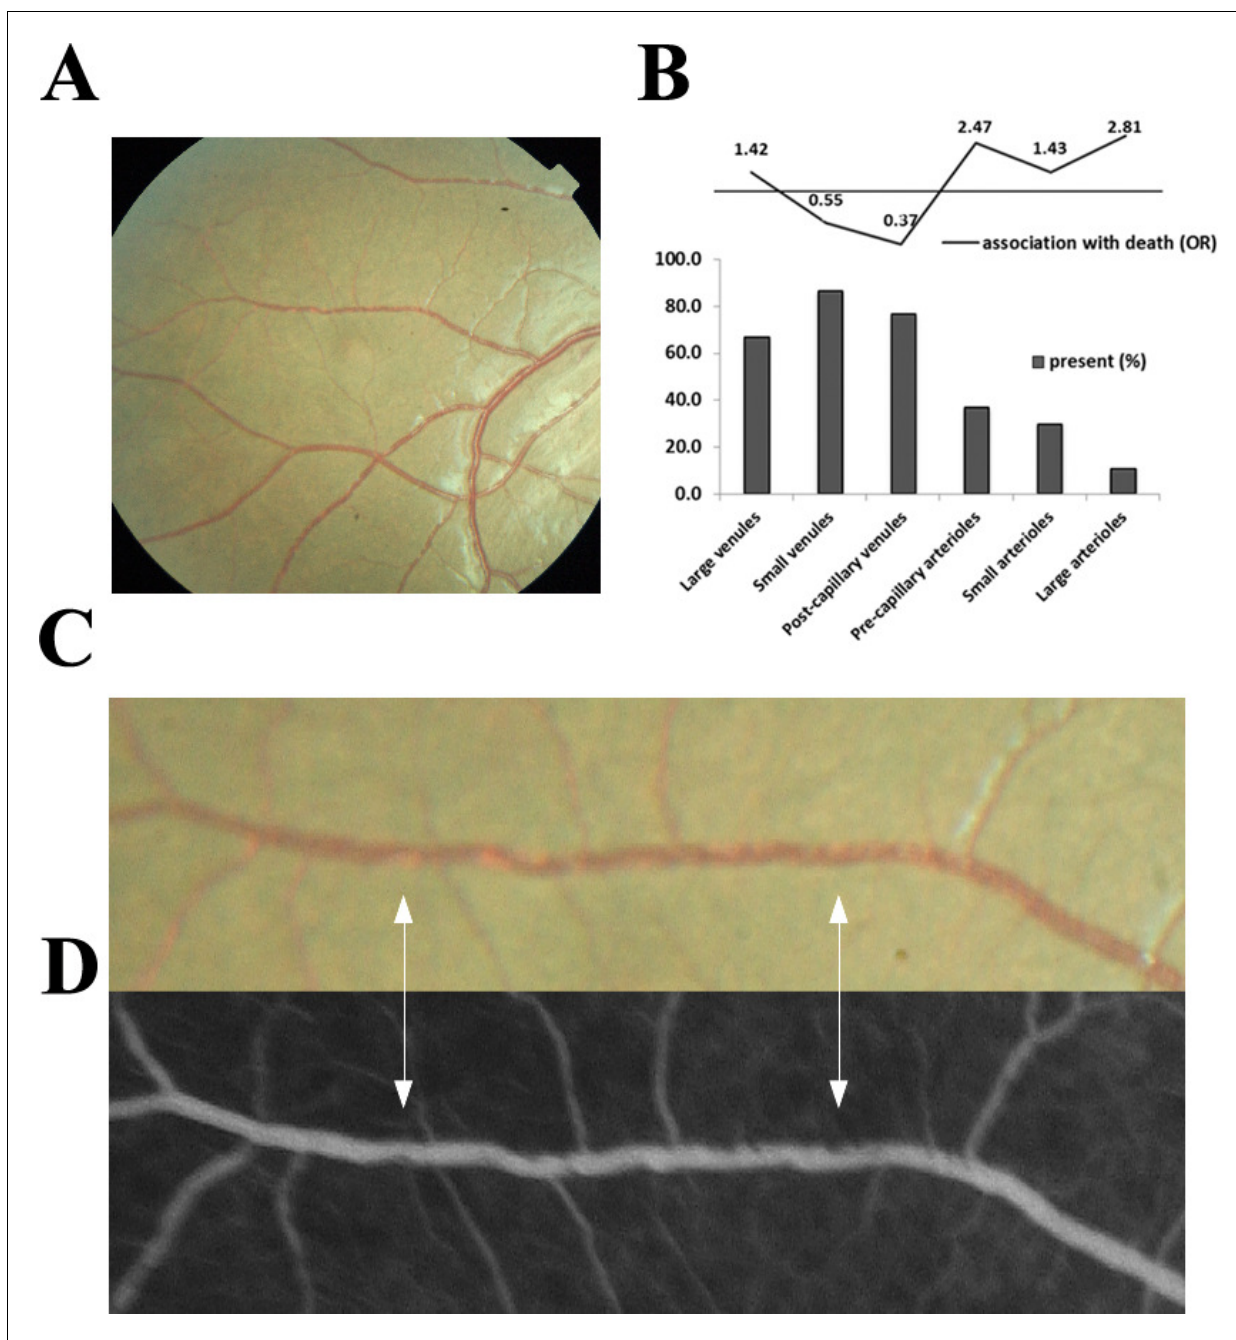 A
B
1.42
0.55
0.37
2.47
1.43
2.81
association with death (OR)
100.0
80.0
60.0
40.0
20.0
0.0
present (%)
Large venules
Small venules
Post-capillary venules
Pre-capillary arterioles
Small arterioles
Large arterioles
C
D